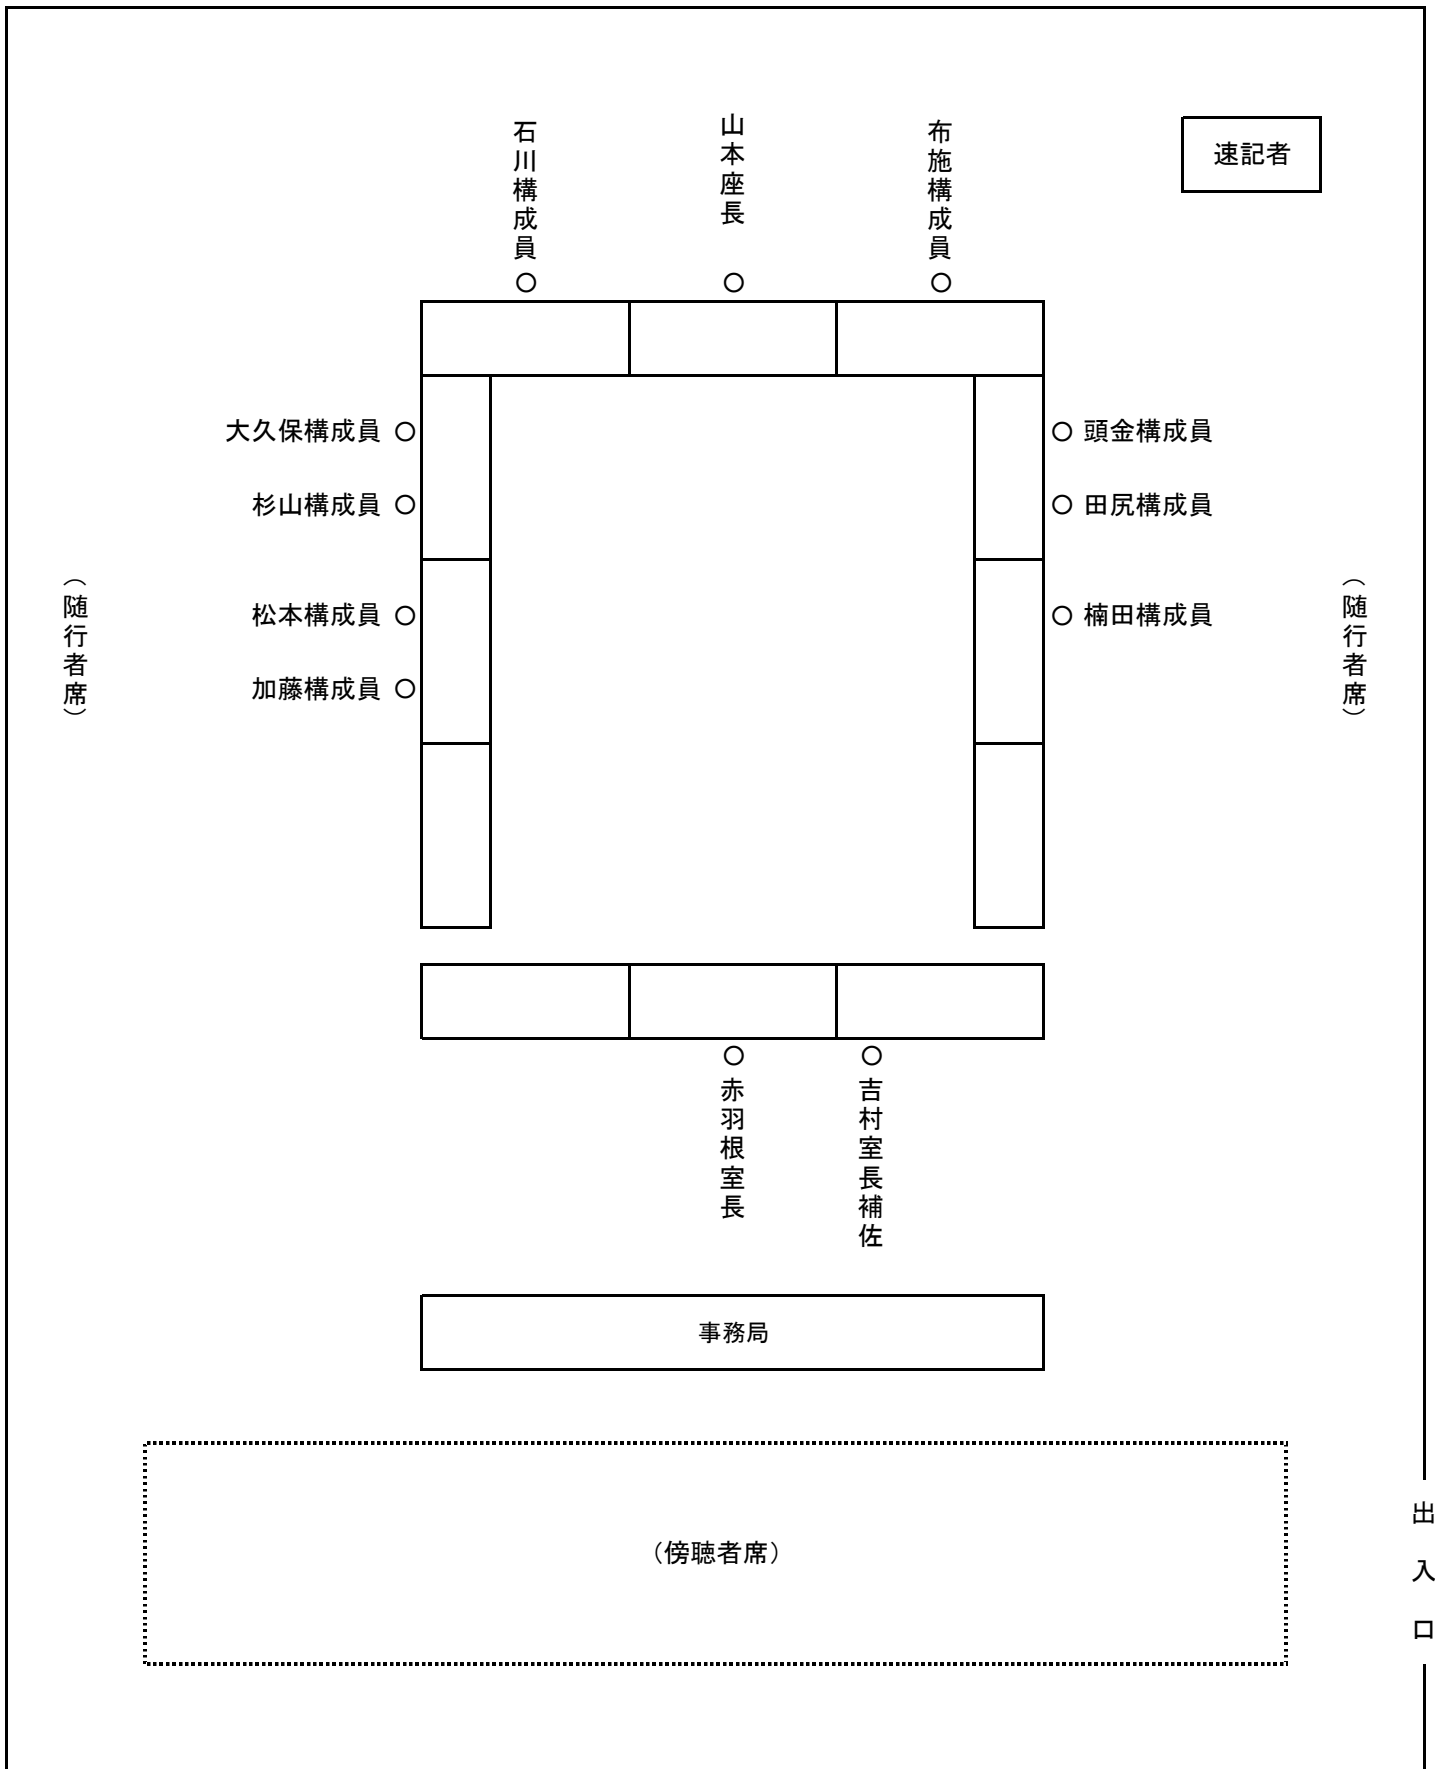 石川構成員
山本座長
布施構成員
速記者
○
○
○
大久保構成員 ○
○ 頭金構成員
杉山構成員 ○
○ 田尻構成員
（随行者席）
（随行者席）
松本構成員 ○
○ 楠田構成員
加藤構成員 ○
○
○
赤羽根室長
吉村室長補佐
事務局
（傍聴者席）
出入口